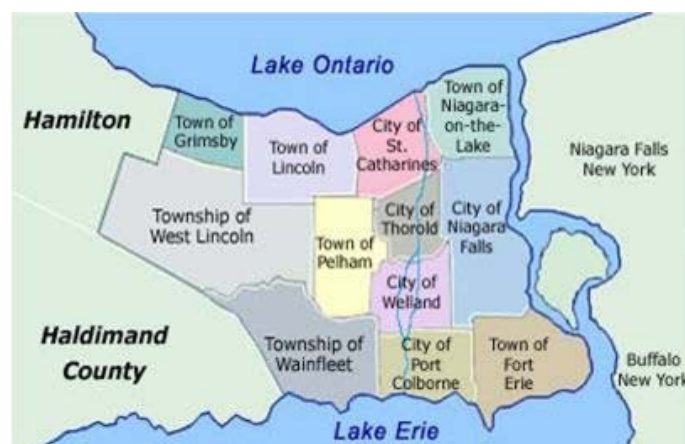 Lake Ontario
Hamilton
Town of
Grimsby
Town of
Lincoln
City of
St.
Catharines
Town of
Niagara-
on-the-
Lake
Niagara Falls
New York
Township of
West Lincoln
Town of
Pelham
City of
Thorold
City of
Niagara
Falls
City of
Welland
Haldimand
County
Township of
Wainfleet
City of
Port
Colborne
Town of
Fort
Erie
Buffalo
New York
Lake Erie